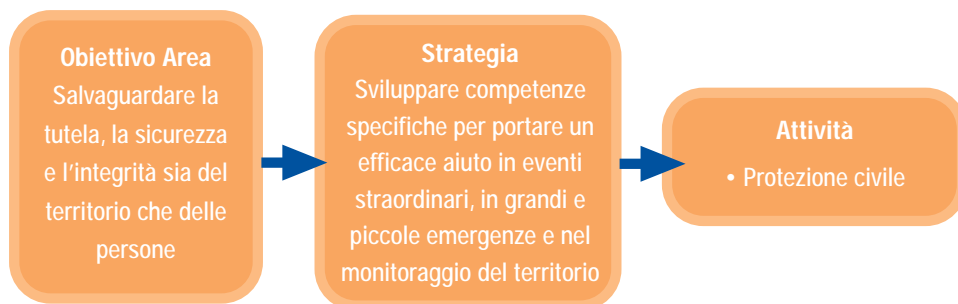 Obiettivo Area
Salvaguardare la
tutela, la sicurezza
e l'integrità sia del
territorio che delle
persone
Strategia
Sviluppare competenze
specifiche per portare un
efficace aiuto in eventi
straordinari, in grandi e
piccole emergenze e nel
monitoraggio del territorio
Attività
• Protezione civile